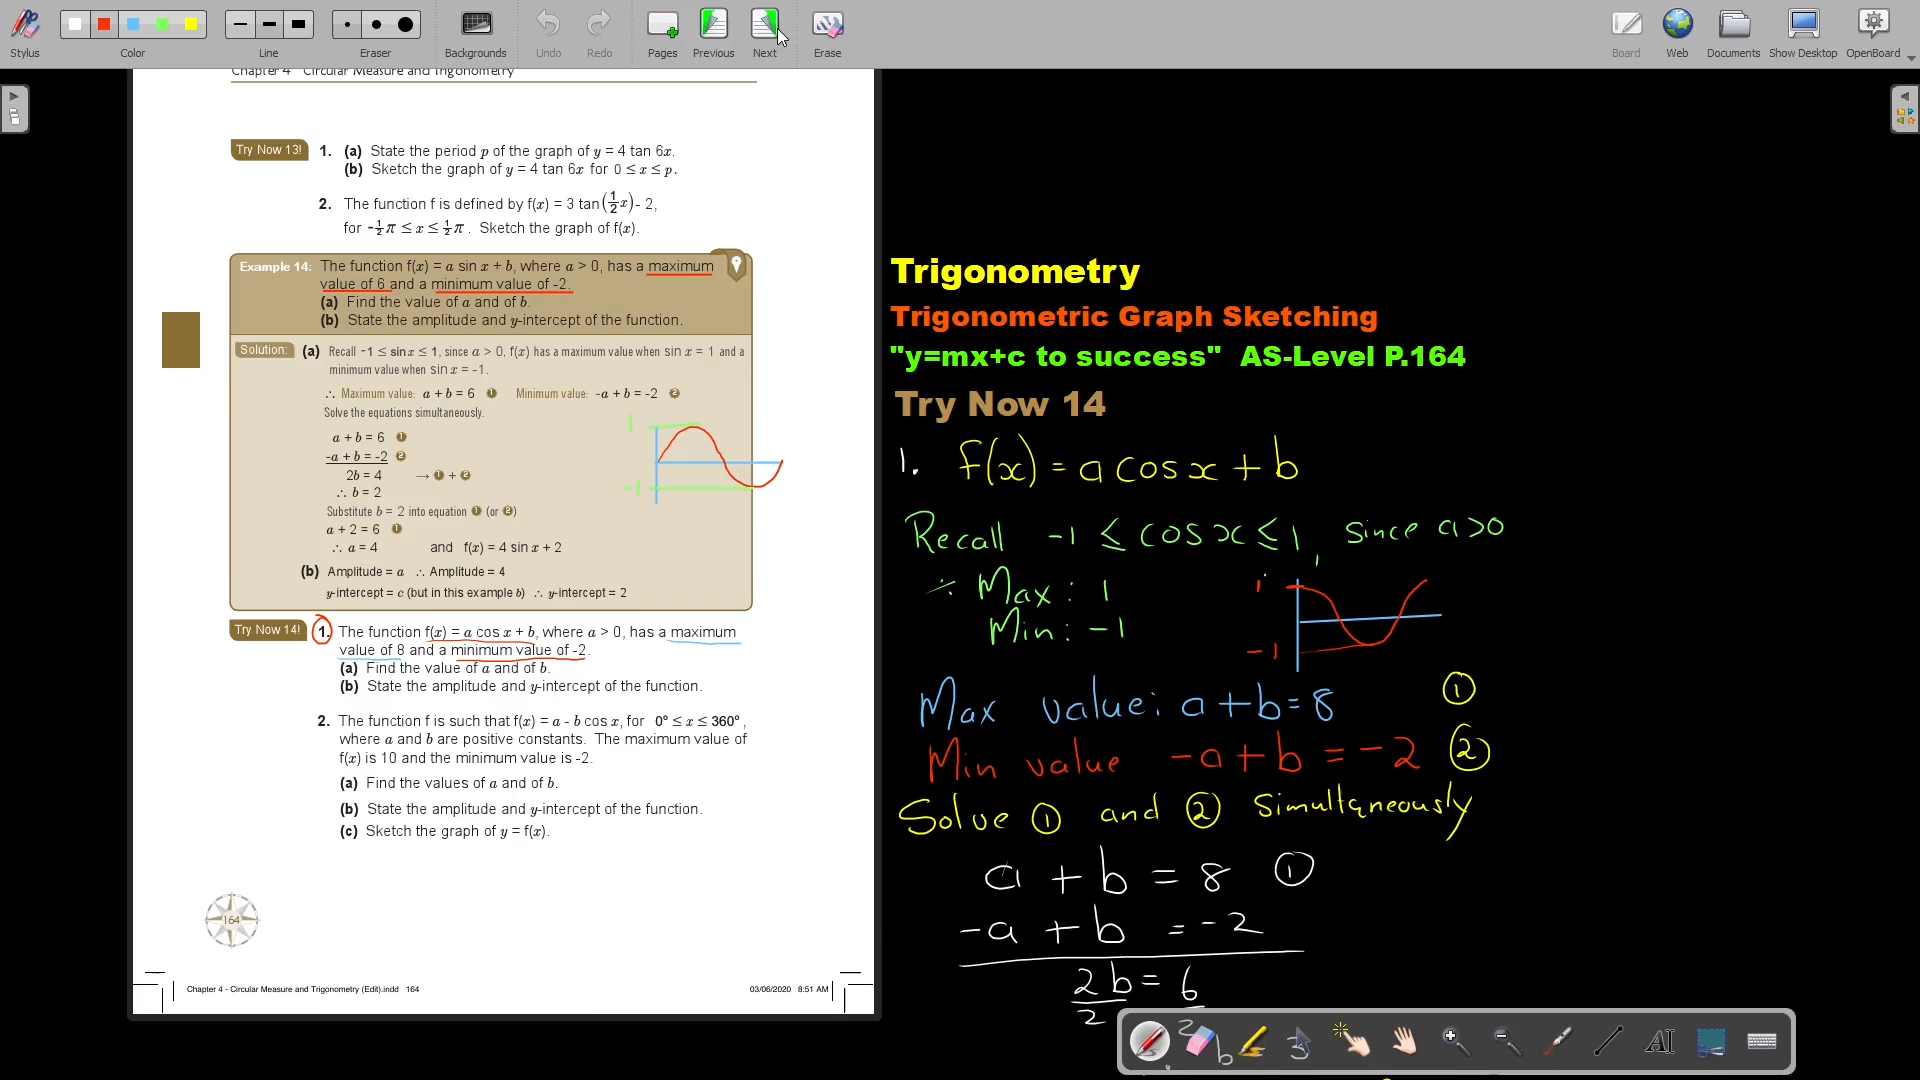 Stylus
Color
Line
Eraser
Backgrounds
Undo
Redo
Pages
Previous
Next
Erase
Board
Web
Documents
Show Desktop
OpenBoard
Chapter 4 Circular Measure and Trigonometry
Try Now 13!
1. (a) State the period p of the graph of y = 4 tan 6x.
(b) Sketch the graph of y = 4 tan 6x for 0 ≤ x ≤ p.
2. The function f is defined by f(x) = 3 tan(1/2 x) - 2,
for -1/2 π ≤ x ≤ 1/2 π. Sketch the graph of f(x).
Example 14: The function f(x) = a sin x + b, where a > 0, has a maximum
value of 6 and a minimum value of -2.
(a) Find the value of a and of b.
(b) State the amplitude and y-intercept of the function.
Solution: (a) Recall -1 ≤ sin x ≤ 1, since a > 0, f(x) has a maximum value when sin x = 1 and a
minimum value when sin x = -1.
∴ Maximum value: a + b = 6 1 Minimum value: -a + b = -2 2
Solve the equations simultaneously.
a + b = 6 1
-a + b = -2 2
2b = 4 → 1 + 2
∴ b = 2
Substitute b = 2 into equation 1 (or 2)
a + 2 = 6 1
∴ a = 4 and f(x) = 4 sin x + 2
(b) Amplitude = a ∴ Amplitude = 4
y-intercept = c (but in this example b) ∴ y-intercept = 2
1
-1
Try Now 14! 1. The function f(x) = a cos x + b, where a > 0, has a maximum
value of 8 and a minimum value of -2.
(a) Find the value of a and of b.
(b) State the amplitude and y-intercept of the function.
2. The function f is such that f(x) = a - b cos x, for 0° ≤ x ≤ 360°,
where a and b are positive constants. The maximum value of
f(x) is 10 and the minimum value is -2.
(a) Find the values of a and of b.
(b) State the amplitude and y-intercept of the function.
(c) Sketch the graph of y = f(x).
164
Chapter 4 - Circular Measure and Trigonometry (Edit).indd 164
03/06/2020 8:51 AM
Trigonometry
Trigonometric Graph Sketching
"y=mx+c to success" AS-Level P.164
Try Now 14
1. f(x) = a cos x + b
Recall -1 ≤ cos x ≤ 1, since a > 0
∴ Max: 1
Min: -1
1
-1
Max value: a + b = 8 ①
Min value -a + b = -2 ②
Solve ① and ② simultaneously
a + b = 8 ①
-a + b = -2
2b = 6
2 2
b 3